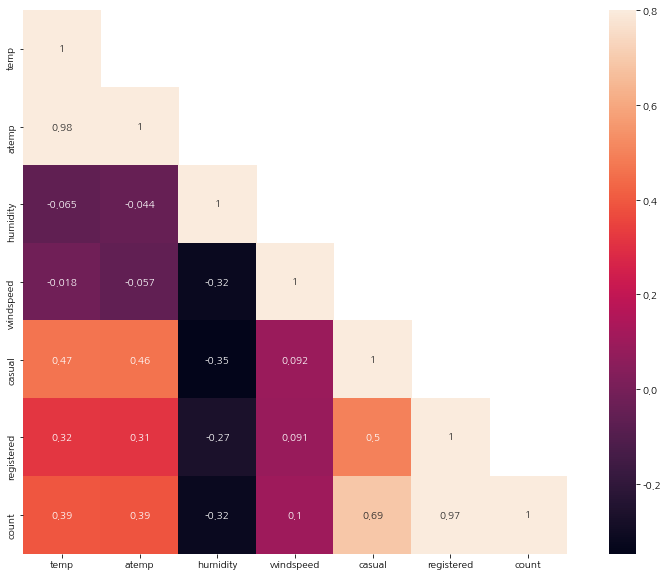 0,8
temp 1
0,6
atemp 0,98 1
humidity -0,065 -0,044 1
0,4
windspeed -0,018 -0,057 -0,32 1
0,2
casual 0,47 0,46 -0,35 0,092 1
0,0
registered 0,32 0,31 -0,27 0,091 0,5 1
-0,2
count 0,39 0,39 -0,32 0,1 0,69 0,97 1
temp atemp humidity windspeed casual registered count